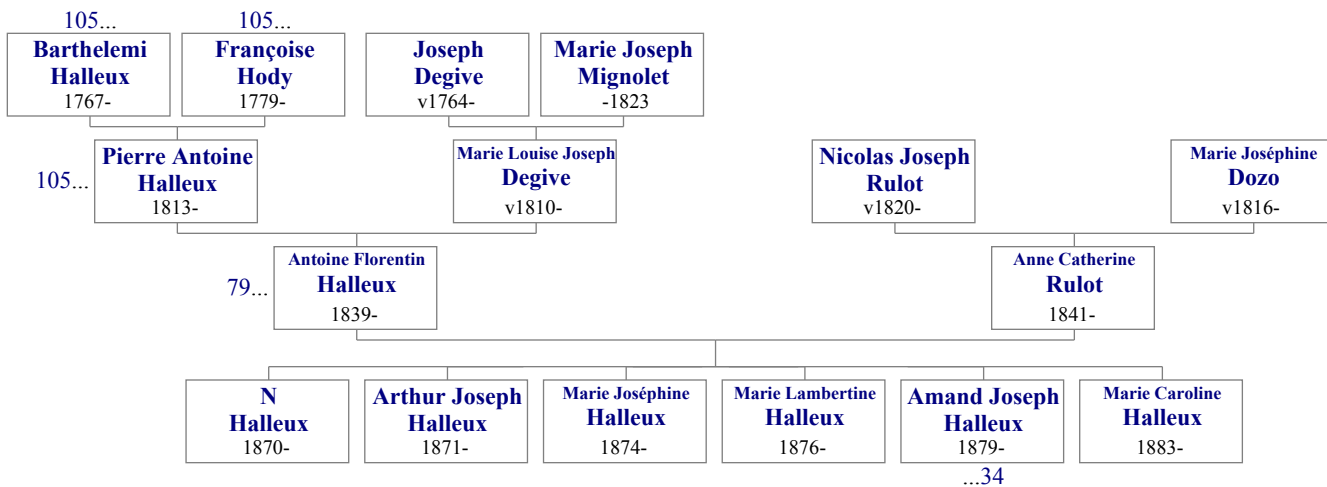 105...
105...
Barthelemi
Halleux
1767-
Françoise
Hody
1779-
Joseph
Degive
v1764-
Marie Joseph
Mignolet
-1823
105...
Pierre Antoine
Halleux
1813-
Marie Louise Joseph
Degive
v1810-
Nicolas Joseph
Rulot
v1820-
Marie Joséphine
Dozo
v1816-
79...
Antoine Florentin
Halleux
1839-
Anne Catherine
Rulot
1841-
N
Halleux
1870-
Arthur Joseph
Halleux
1871-
Marie Joséphine
Halleux
1874-
Marie Lambertine
Halleux
1876-
Amand Joseph
Halleux
1879-
Marie Caroline
Halleux
1883-
...34